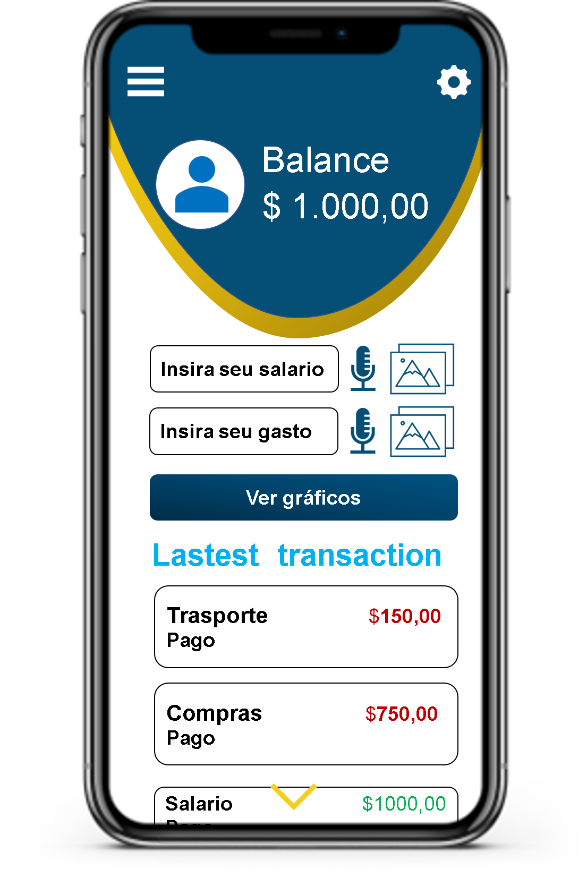 Balance
$ 1.000,00
Insira seu salario
Insira seu gasto
Ver gráficos
Lastest transaction
Trasporte
$150,00
Pago
Compras
$750,00
Pago
Salario
$1000,00